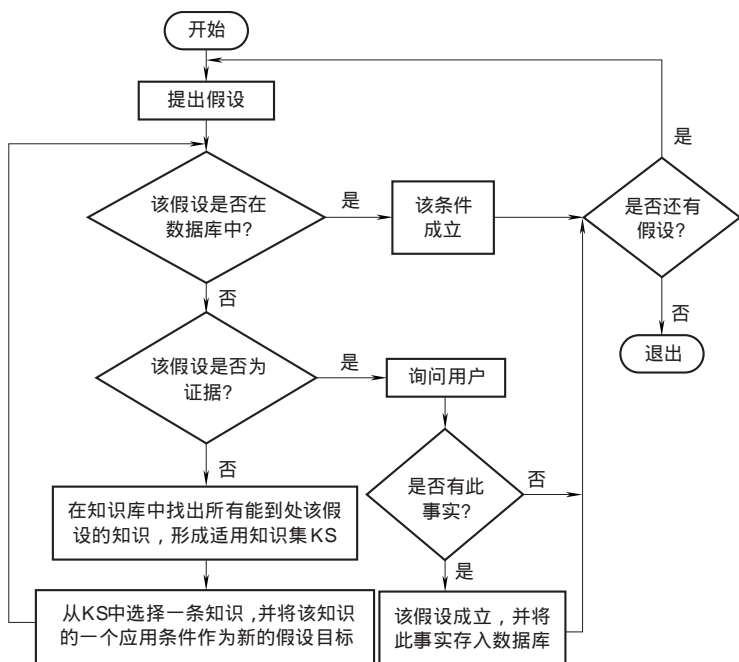 开始
提出假设
是
该假设是否在
数据库中?
是
该条件
成立
是否还有
假设?
否
否
退出
该假设是否为
证据?
是
询问用户
否
是否有此
事实?
否
在知识库中找出所有能到处该假
设的知识，形成适用知识集KS
是
从KS中选择一条知识,并将该知识
的一个应用条件作为新的假设目标
该假设成立，并将
此事实存入数据库